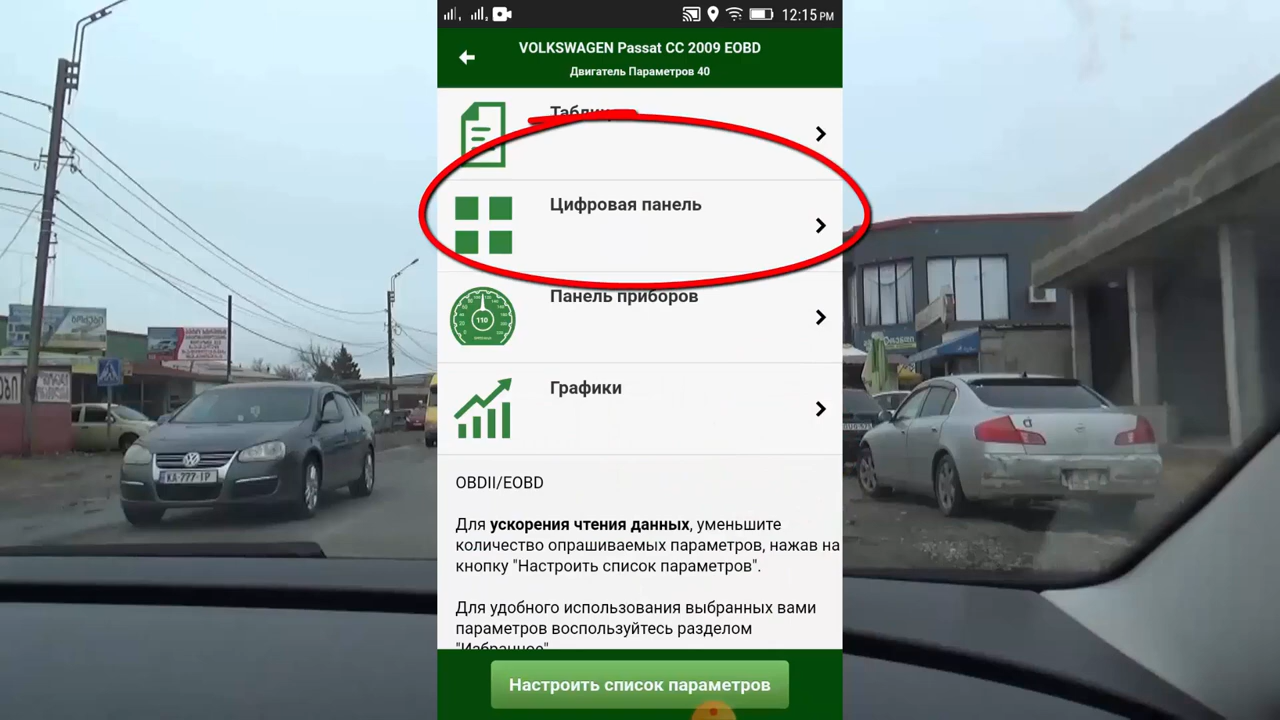 12:15 PM
VOLKSWAGEN Passat CC 2009 EOBD
Двигатель Параметров 40
Цифровая панель
Панель приборов
110
Графики
OBDII/EOBD
Для ускорения чтения данных, уменьшите
количество опрашиваемых параметров, нажав на
кнопку "Настроить список параметров".
Для удобного использования выбранных вами
параметров воспользуйтесь разделом
"Избранное"
Настроить список параметров
KA-777-IP